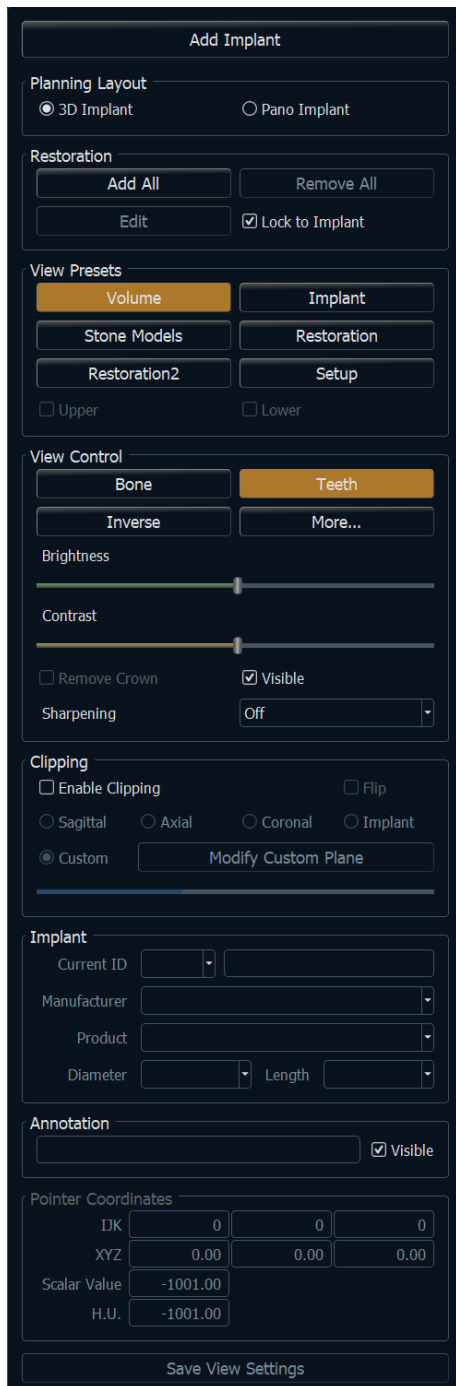 Add Implant
Planning Layout
3D Implant Pano Implant
Restoration
Add All Remove All
Edit Lock to Implant
View Presets
Volume Implant
Stone Models Restoration
Restoration2 Setup
Upper Lower
View Control
Bone Teeth
Inverse More...
Brightness
Contrast
Remove Crown Visible
Sharpening Off
Clipping
Enable Clipping Flip
Sagittal Axial Coronal Implant
Custom Modify Custom Plane
Implant
Current ID
Manufacturer
Product
Diameter Length
Annotation
Visible
Pointer Coordinates
IJK 0 0 0
XYZ 0.00 0.00 0.00
Scalar Value -1001.00
H.U. -1001.00
Save View Settings